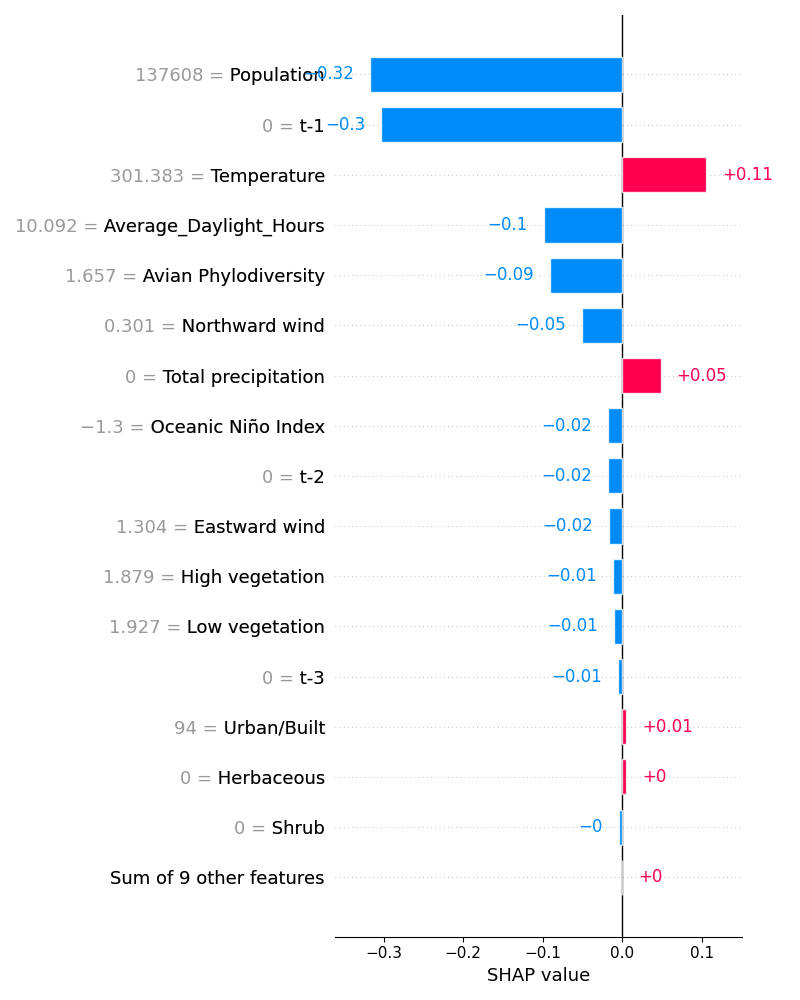 137608 = Population −0.32
0 = t-1 −0.3
301.383 = Temperature +0.11
10.092 = Average_Daylight_Hours −0.1
1.657 = Avian Phylodiversity −0.09
0.301 = Northward wind −0.05
0 = Total precipitation +0.05
−1.3 = Oceanic Niño Index −0.02
0 = t-2 −0.02
1.304 = Eastward wind −0.02
1.879 = High vegetation −0.01
1.927 = Low vegetation −0.01
0 = t-3 −0.01
94 = Urban/Built +0.01
0 = Herbaceous +0
0 = Shrub −0
Sum of 9 other features +0
−0.3 −0.2 −0.1 0.0 0.1
SHAP value